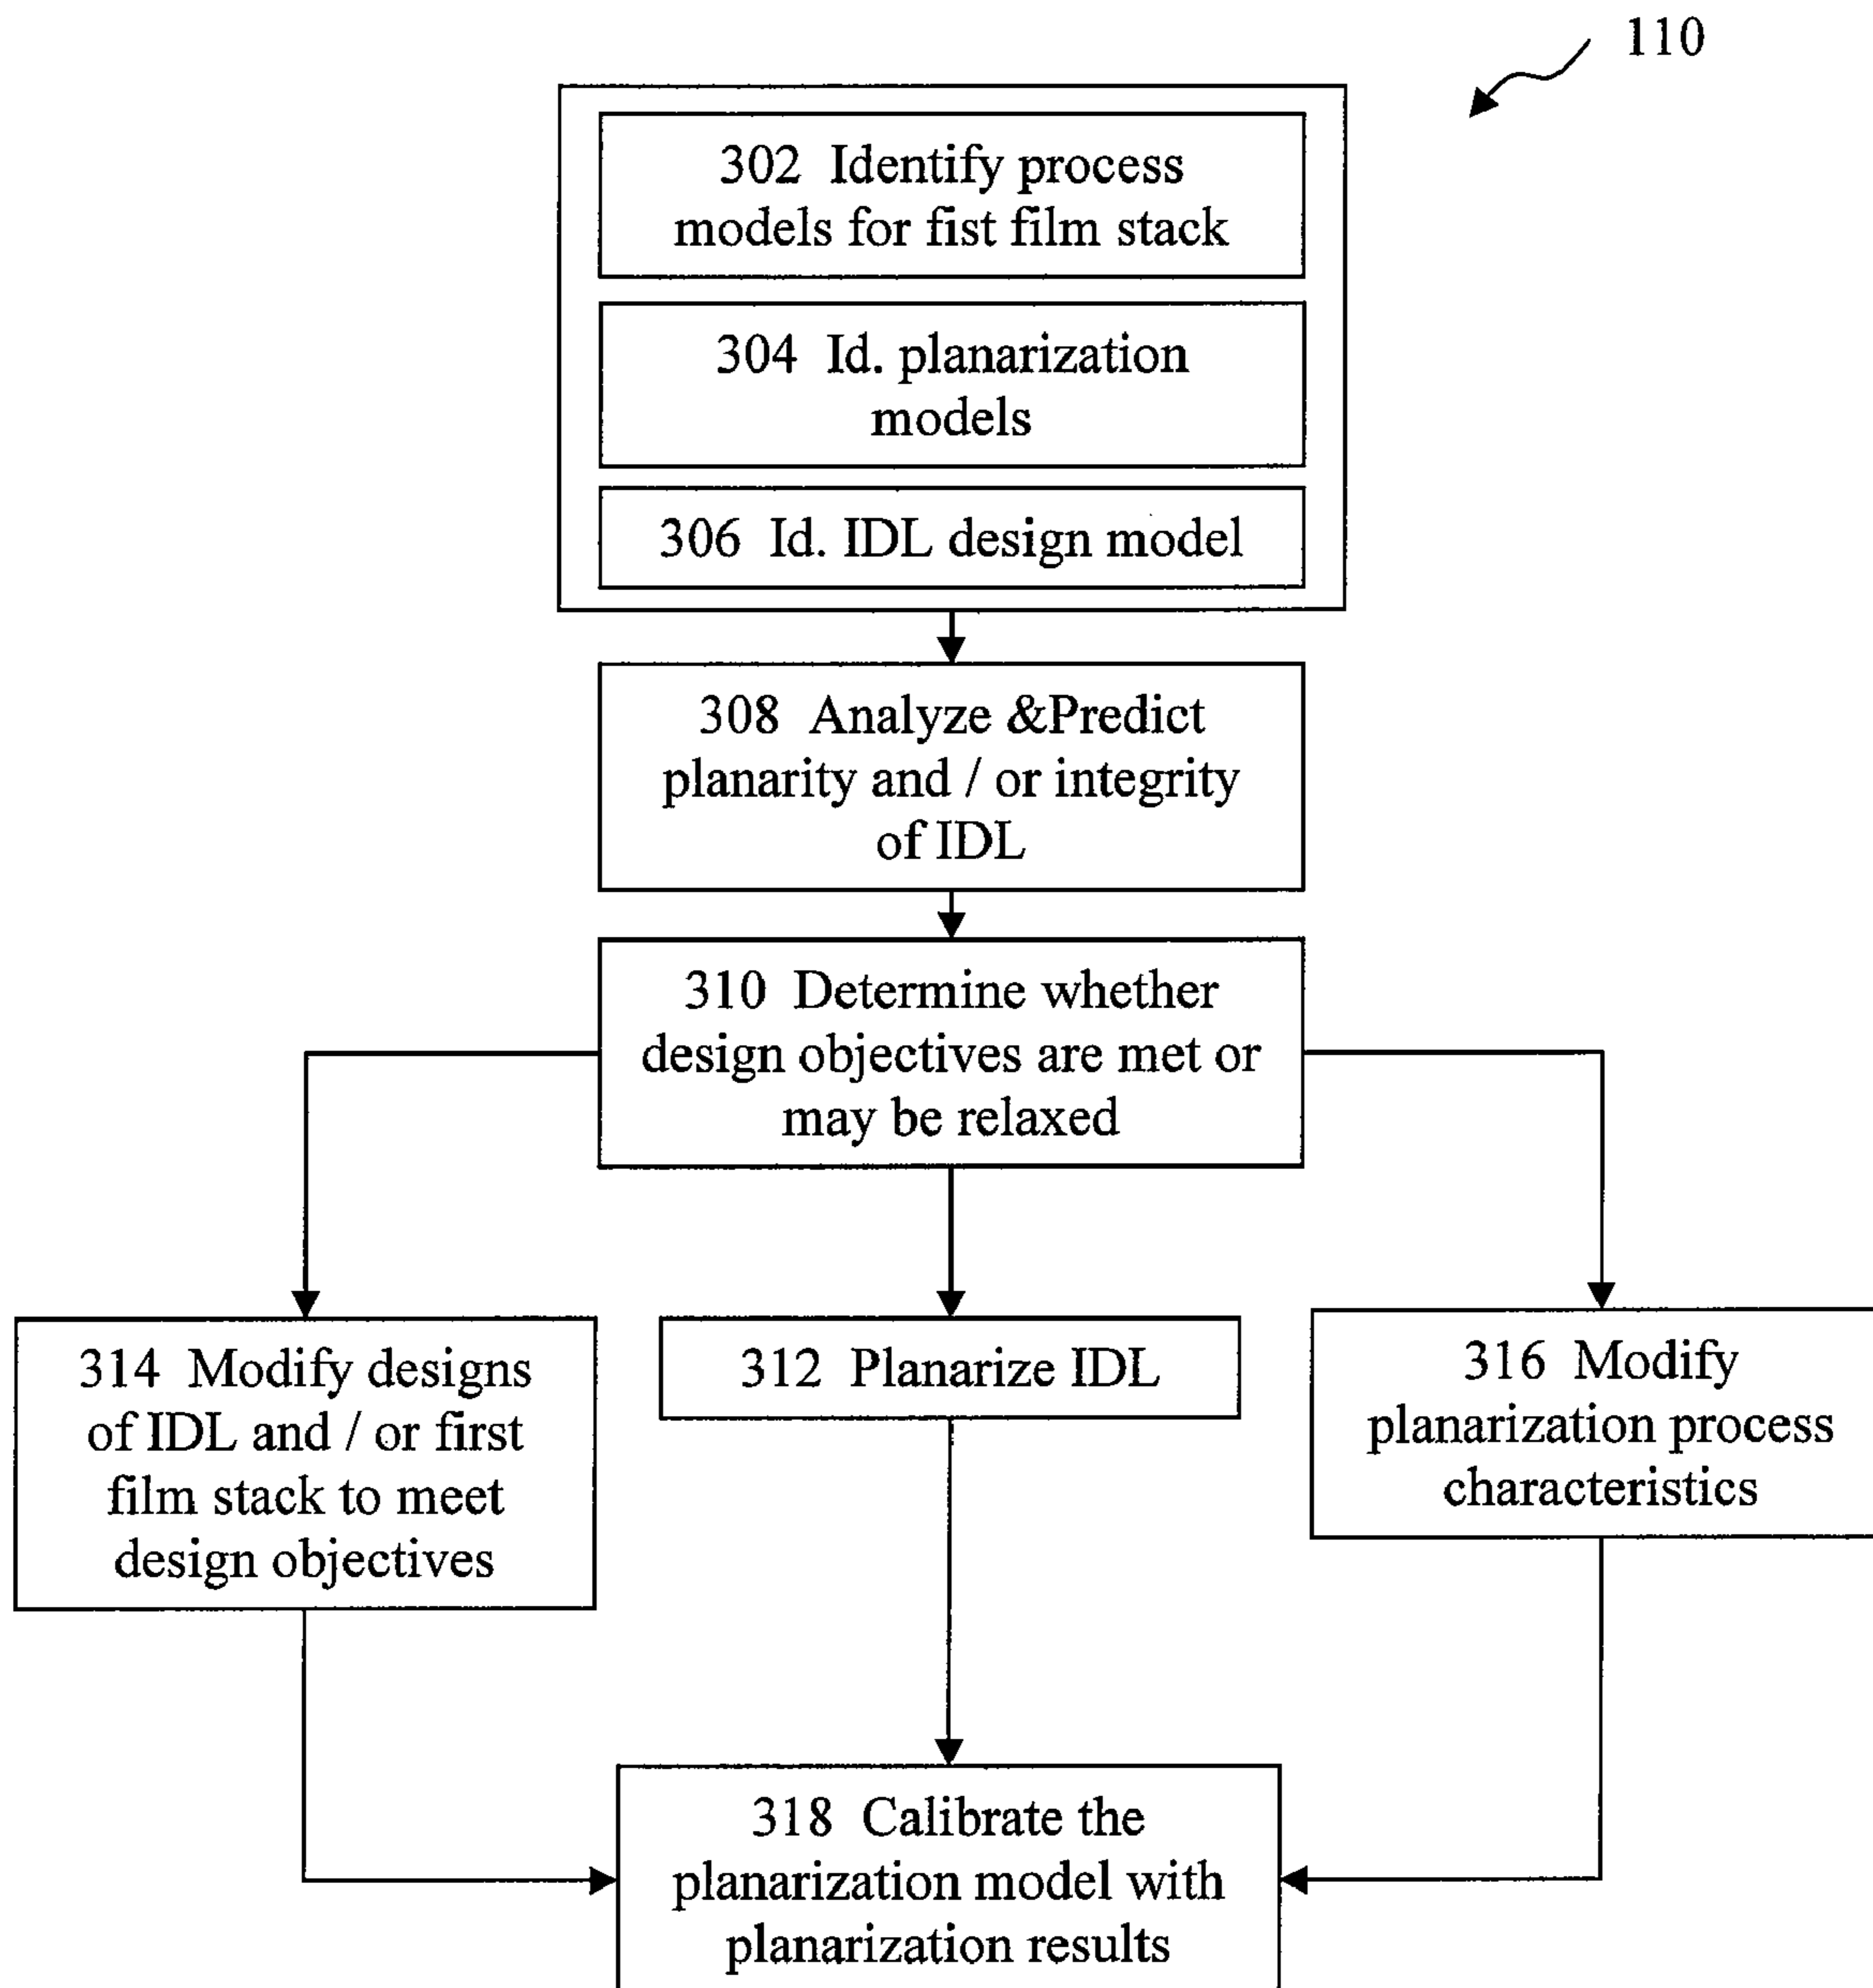 110
302 Identify process
models for fist film stack
304 Id. planarization
models
306 Id. IDL design model
308 Analyze &Predict
planarity and / or integrity
of IDL
310 Determine whether
design objectives are met or
may be relaxed
314 Modify designs
of IDL and / or first
film stack to meet
design objectives
312 Planarize IDL
316 Modify
planarization process
characteristics
318 Calibrate the
planarization model with
planarization results